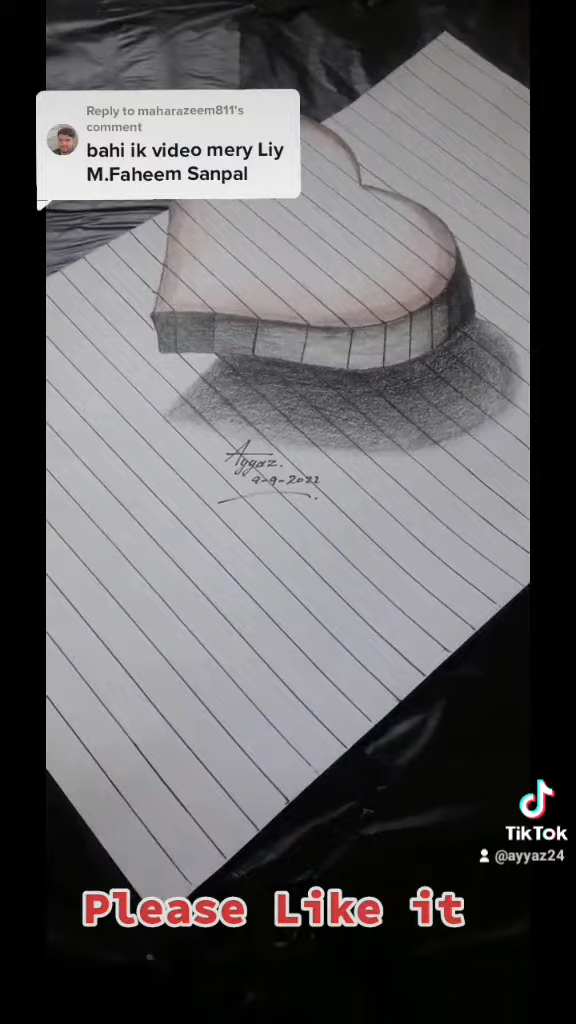 Reply to maharazeem811's
comment
bahi ik video mery Liy
M.Faheem Sanpal
Ayyaz.
9-9-2022
TikTok
@ayyaz24
Please Like it